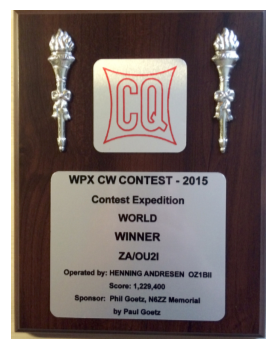 CQ
WPX CW CONTEST - 2015
Contest Expedition
WORLD
WINNER
ZA/OU2I
Operated by: HENNING ANDRESEN OZ1BII
Score: 1,229,400
Sponsor: Phil Goetz, N6ZZ Memorial
by Paul Goetz